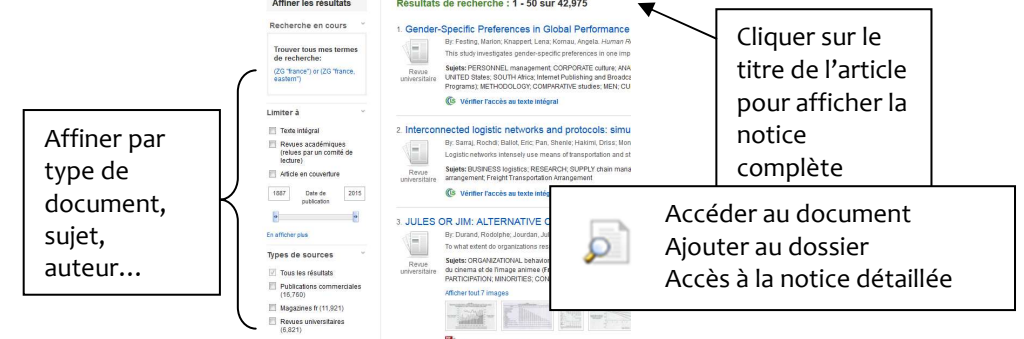 Affiner les résultats
Recherche en cours
Trouver tous mes termes
de recherche:
(ZG "france") or (ZG "france,
eastern")
Limiter à
Texte intégral
Revues académiques
(relues par un comité de
lecture)
Article en couverture
1887 Date de publication 2015
En afficher plus
Types de sources
Tous les résultats
Publications commerciales
(16,760)
Magazines fr (11,921)
Revues universitaires
(6,821)
Affiner par
type de
document,
sujet,
auteur…
Résultats de recherche : 1 - 50 sur 42,975
1. Gender-Specific Preferences in Global Performance
By: Festing, Marion; Knappert, Lena; Kornau, Angela. Human
This study investigates gender-specific preferences in one imp
Sujets: PERSONNEL management; CORPORATE culture; ANA
UNITED States; SOUTH Africa; Internet Publishing and Broadca
Programs); METHODOLOGY; COMPARATIVE studies; MEN; CU
Revue
universitaire
Vérifier l'accès au texte intégral
2. Interconnected logistic networks and protocols: simu
By: Sarraj, Rochdi; Ballot, Eric; Pan, Shenle; Hakimi, Driss; Mon
Logistic networks intensely use means of transportation and st
Sujets: BUSINESS logistics; RESEARCH; SUPPLY chain mana
arrangement; Freight Transportation Arrangement
Revue
universitaire
Vérifier l'accès au texte intég
3. JULES OR JIM: ALTERNATIVE C
By: Durand, Rodolphe; Jourdan, Jul
To what extent do organizations res
Sujets: ORGANIZATIONAL behavior
du cinema et de l'image animee (Fr
PARTICIPATION; MINORITIES; CON
Revue
universitaire
Afficher tout 7 images
Cliquer sur le
titre de l’article
pour afficher la
notice
complète
Accéder au document
Ajouter au dossier
Accès à la notice détaillée